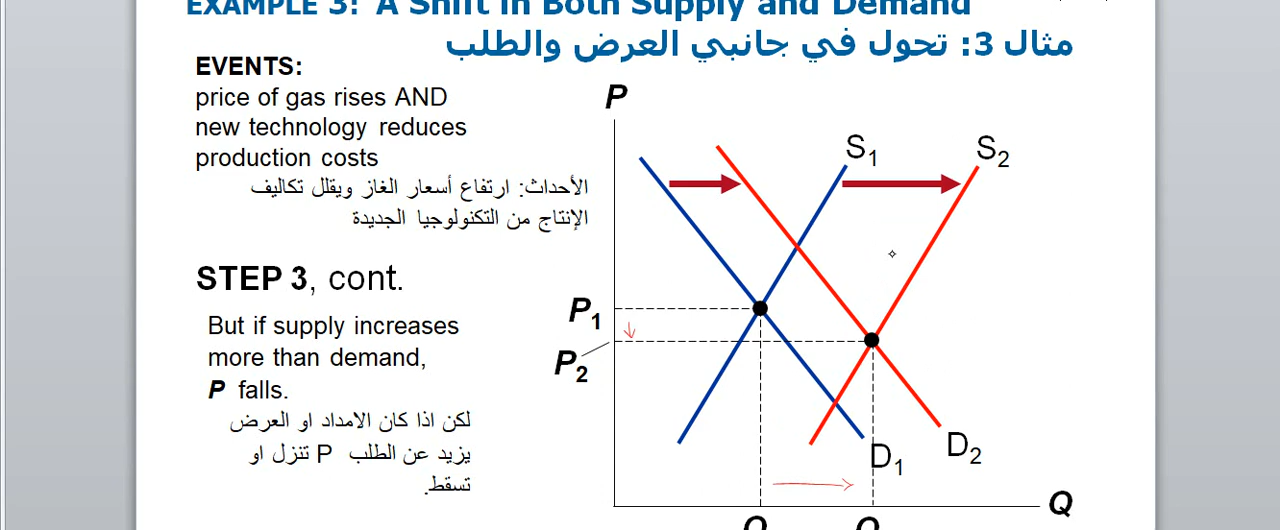 EXAMPLE 3: A Shift in Both Supply and Demand
مثال 3: تحول في جانبي العرض والطلب
EVENTS:
price of gas rises AND
new technology reduces
production costs
الأحداث: ارتفاع أسعار الغاز ويقلل تكاليف
الإنتاج من التكنولوجيا الجديدة
STEP 3, cont.
But if supply increases
more than demand,
P falls.
لكن اذا كان الامداد او العرض
يزيد عن الطلب P تنزل او
تسقط.
P
S1
S2
P1
P2
D1
D2
Q